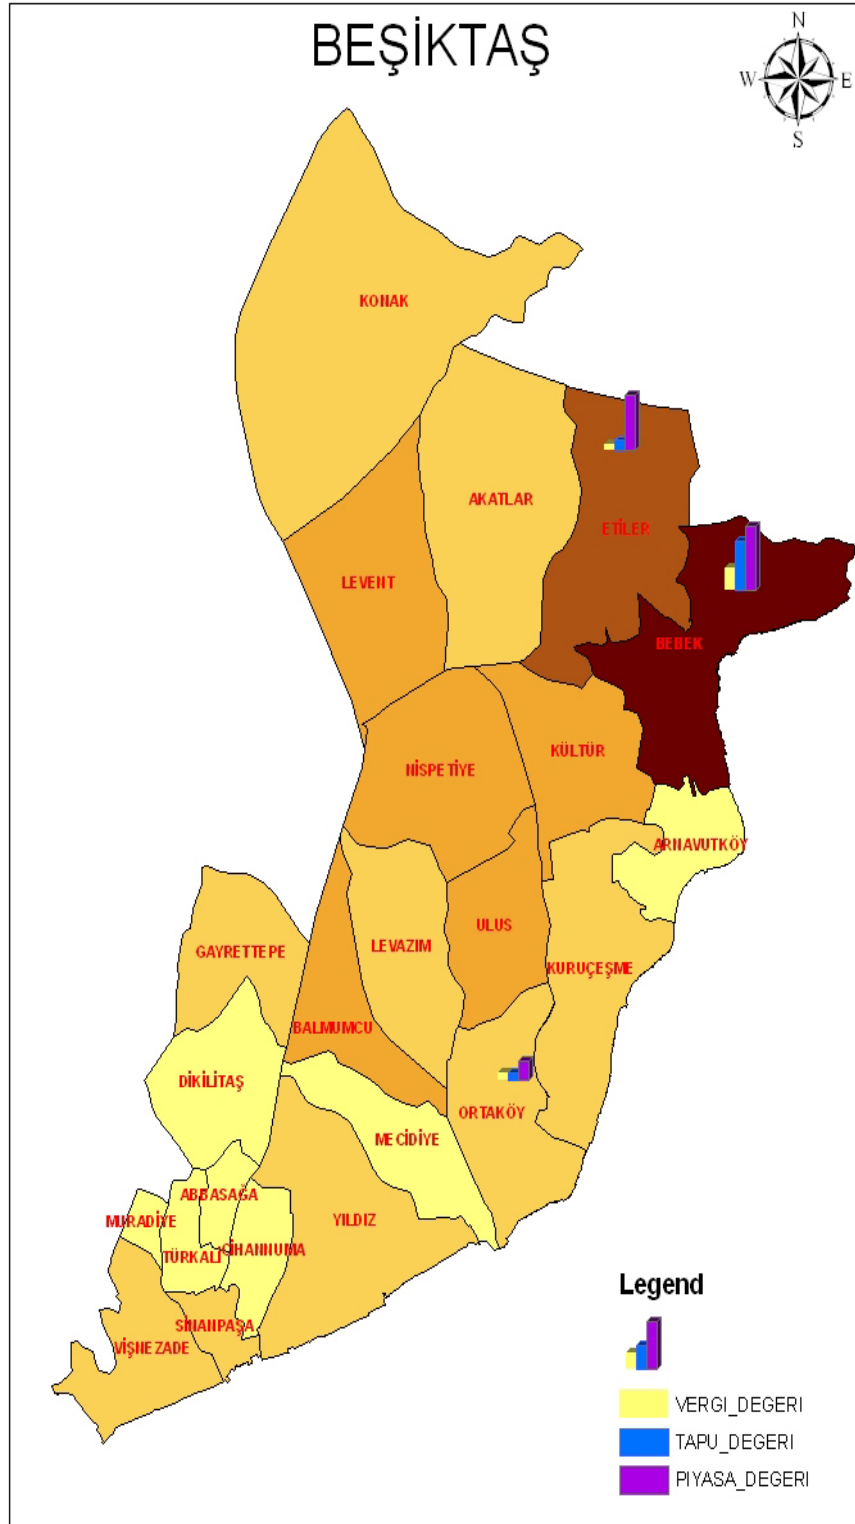 BEŞİKTAŞ
N
W E
S
KONAK
AKATLAR
ETİLER
LEVENT
BEBEK
KÜLTÜR
NİSPETİYE
ARNAVUTKÖY
ULUS
LEVAZIM
GAYRETTEPE
KURUÇEŞME
BALMUMCU
DİKİLİTAŞ
ORTAKÖY
MECİDİYE
ABBASAĞA
MURADİYE
YILDIZ
CİHANNUMA
TÜRKALİ
SİNANPAŞA
VİŞNEZADE
Legend
VERGI_DEGERI
TAPU_DEGERI
PIYASA_DEGERI